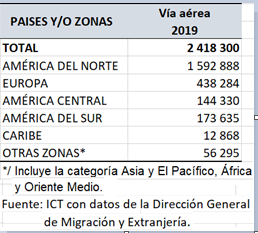 PAISES Y/O ZONAS Vía aérea
2019
TOTAL 2 418 300
AMÉRICA DEL NORTE 1 592 888
EUROPA 438 284
AMÉRICA CENTRAL 144 330
AMÉRICA DEL SUR 173 635
CARIBE 12 868
OTRAS ZONAS* 56 295
*/ Incluye la categoría Asia y El Pacífico, África
y Oriente Medio.
Fuente: ICT con datos de la Dirección General
de Migración y Extranjería.